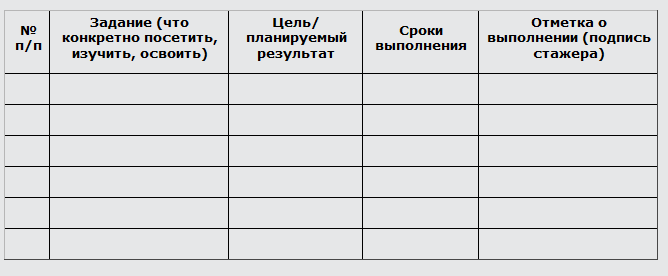 №
п/п
Задание (что
конкретно посетить,
изучить, освоить)
Цель/
планируемый
результат
Сроки
выполнения
Отметка о
выполнении (подпись
стажера)